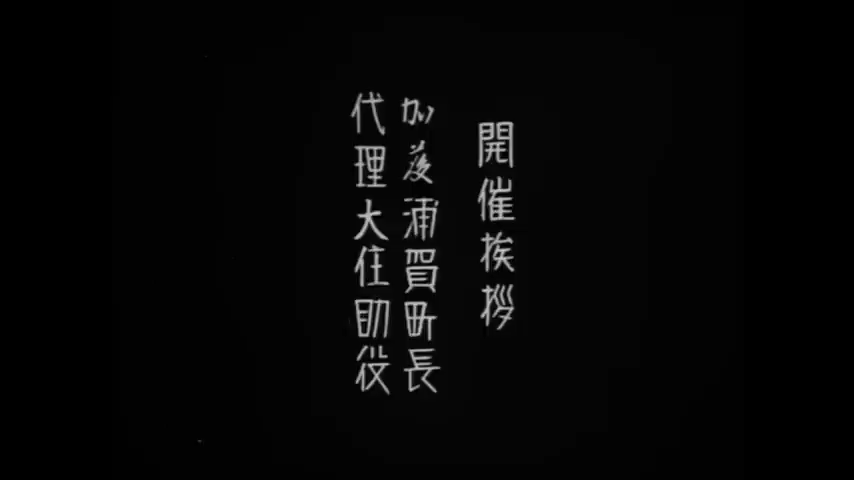 開催挨拶
加茂浦賀町長
代理大住助役